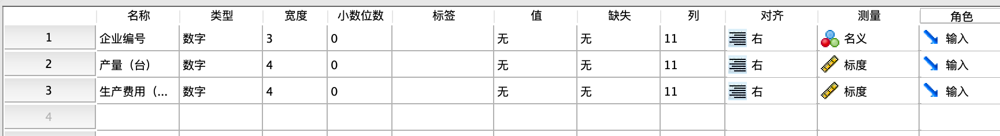 名称 类型 宽度 小数位数 标签 值 缺失 列 对齐 测量 角色
1 企业编号 数字 3 0 无 无 11 右 名义 输入
2 产量（台） 数字 4 0 无 无 11 右 标度 输入
3 生产费用（... 数字 4 0 无 无 11 右 标度 输入
4